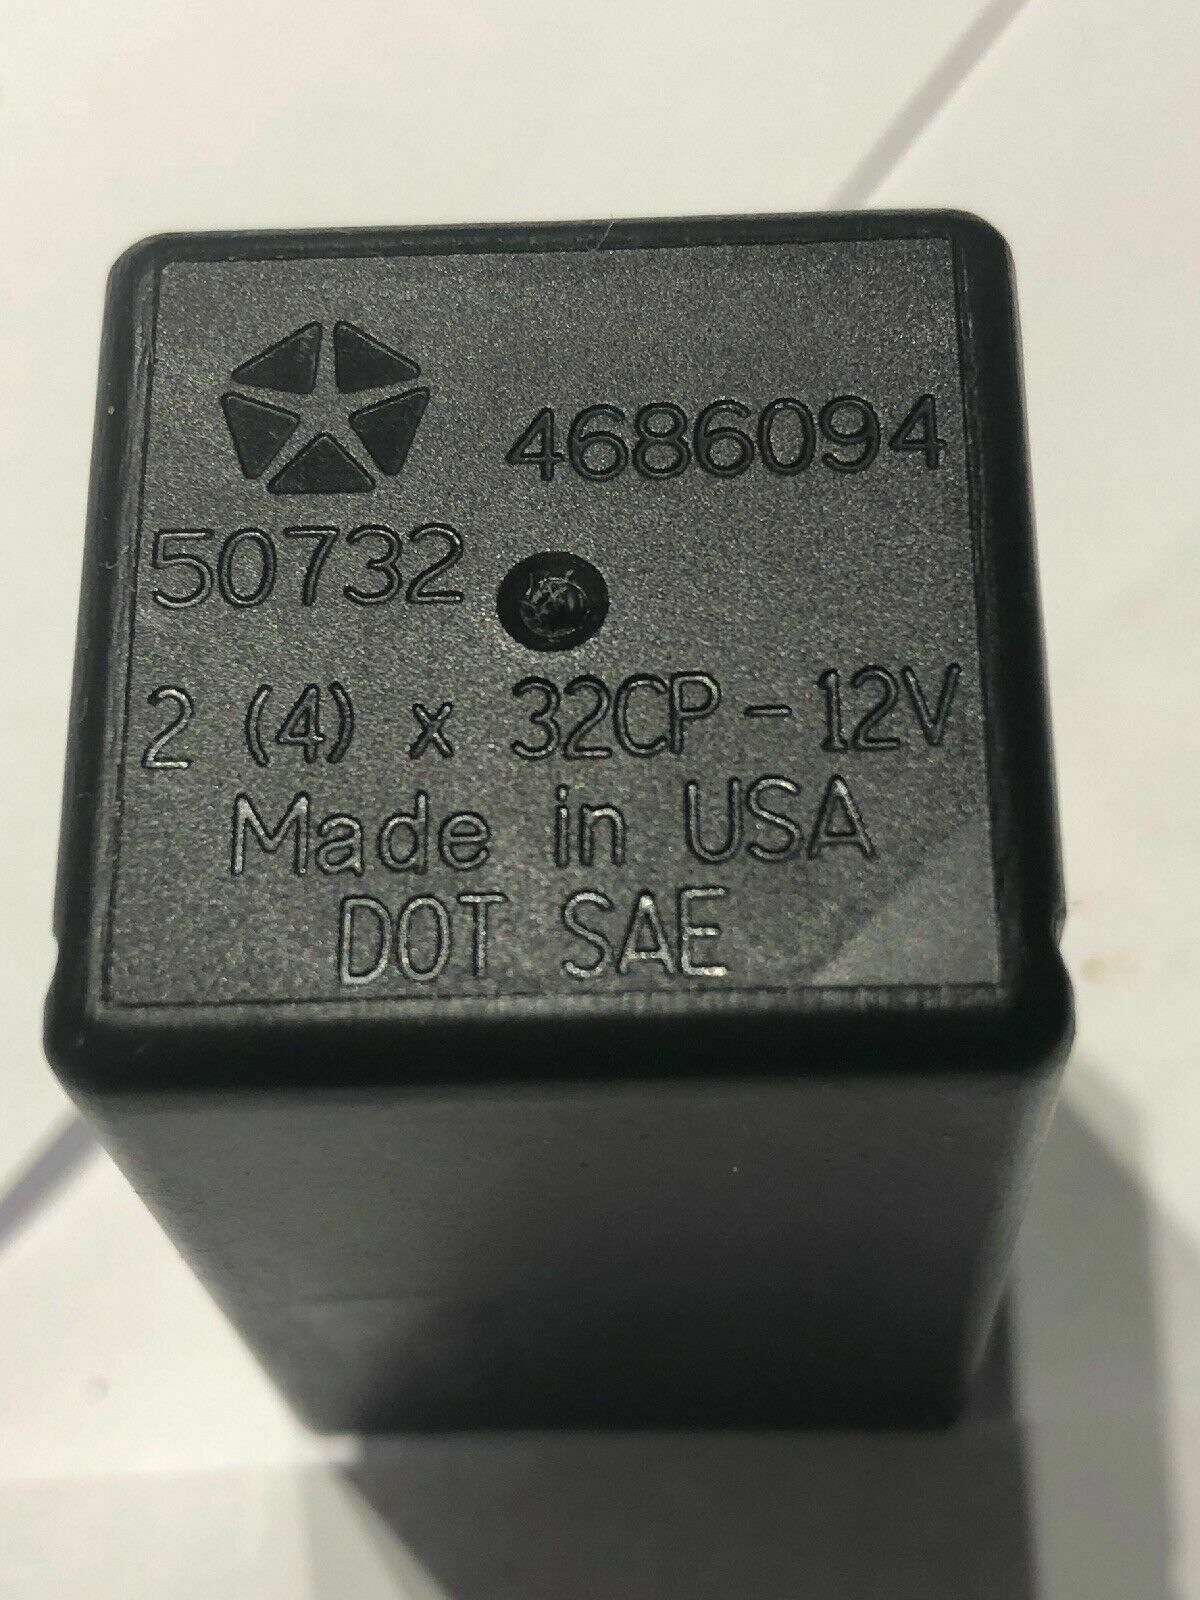 4686094
50732
2 (4) x 32CP-12V
Made in USA
DOT SAE